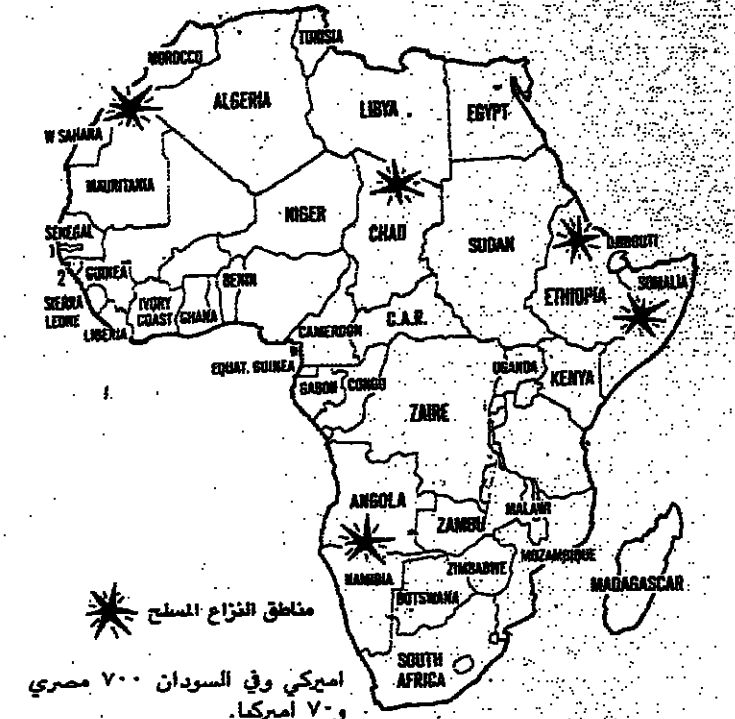 TUNISIA
MOROCCO
ALGERIA
LIBYA
EGYPT
W SAHARA
MAURITANIA
NIGER
CHAD
SUDAN
SENEGAL
DJIBOUTI
1
2
GUINEA
BENIN
SOMALIA
ETHIOPIA
SIERRA
LEONE
IVORY
COAST
GHANA
LIBERIA
C.A.R.
CAMEROON
EQUAT. GUINEA
UGANDA
KENYA
GABON
CONGO
ZAIRE
ANGOLA
MALAWI
ZAMBIA
MOZAMBIQUE
ZIMBABWE
NAMIBIA
MADAGASCAR
BOTSWANA
SOUTH
AFRICA
مناطق النزاع المسلح
اميركي وفي السودان ٧٠٠ مصري
و٧٠ اميركيا.